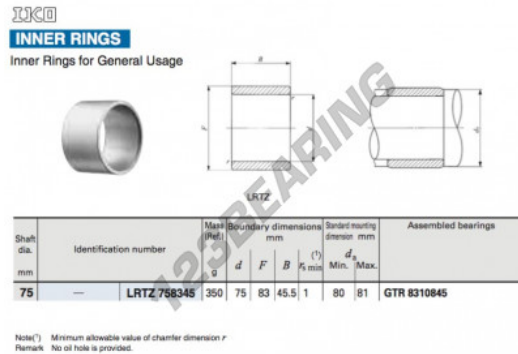 IKO
INNER RINGS
Inner Rings for General Usage
B
F
r
r
d
da
LRTZ
123BEARING
Shaft dia. mm | Identification number | Mass (Ref.) g | Boundary dimensions mm d F B rs min (1) | Standard mounting dimension mm da Min. Max. | Assembled bearings
75 — LRTZ 758345 350 75 83 45.5 1 80 81 GTR 8310845
Note(1) Minimum allowable value of chamfer dimension r
Remark No oil hole is provided.